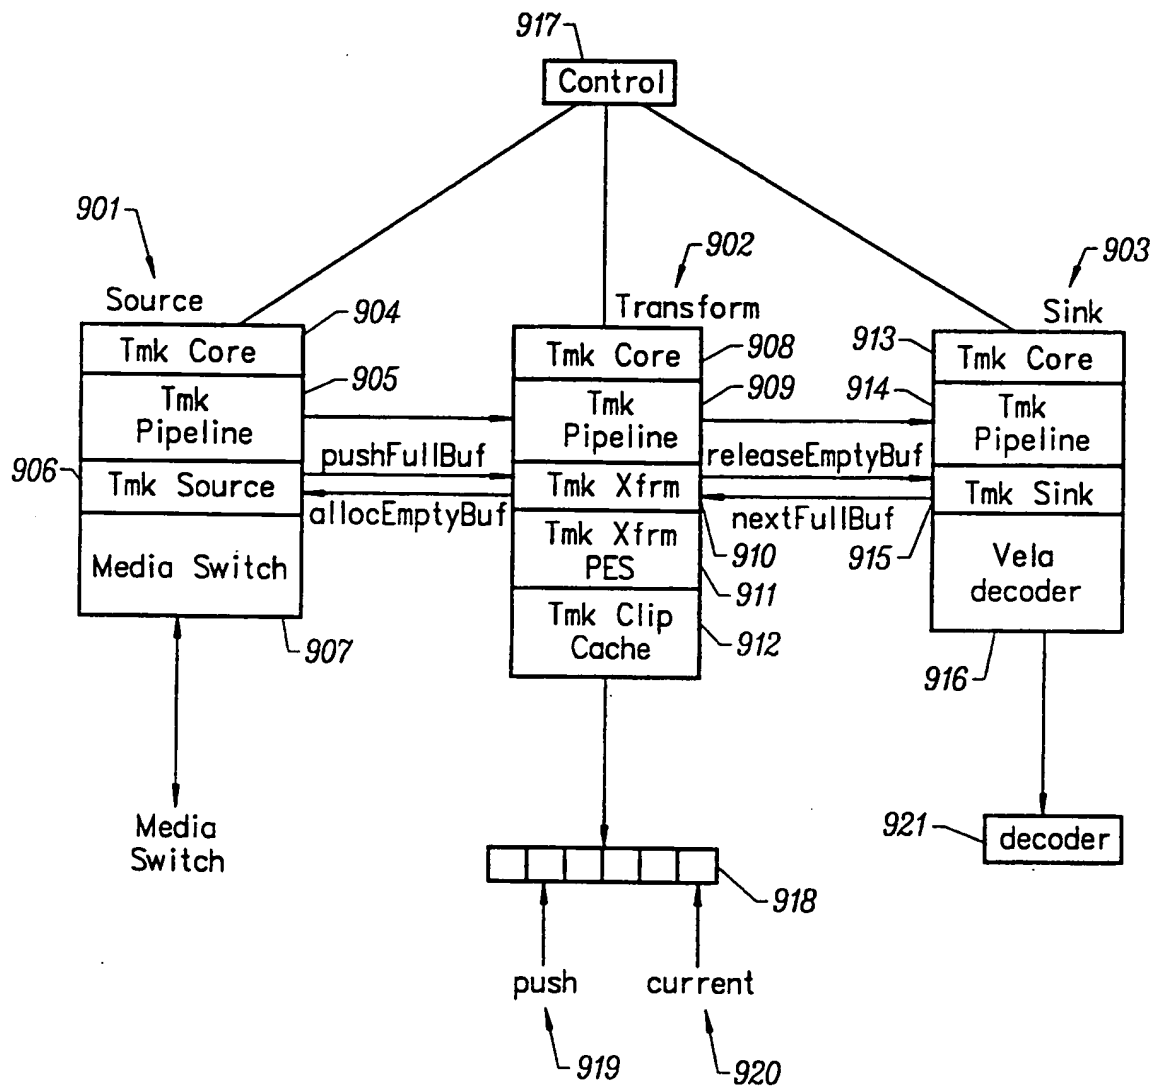 917
Control
901
902
903
Source
Transform
Sink
904
908
913
Tmk Core
Tmk Core
Tmk Core
905
909
914
Tmk
Pipeline
Tmk
Pipeline
Tmk
Pipeline
906
pushFullBuf
releaseEmptyBuf
Tmk Source
Tmk Xfrm
Tmk Sink
allocEmptyBuf
nextFullBuf
910
915
Media Switch
Tmk Xfrm
PES
Vela
decoder
911
907
Tmk Clip
Cache
912
916
Media
Switch
921
decoder
918
push
current
919
920